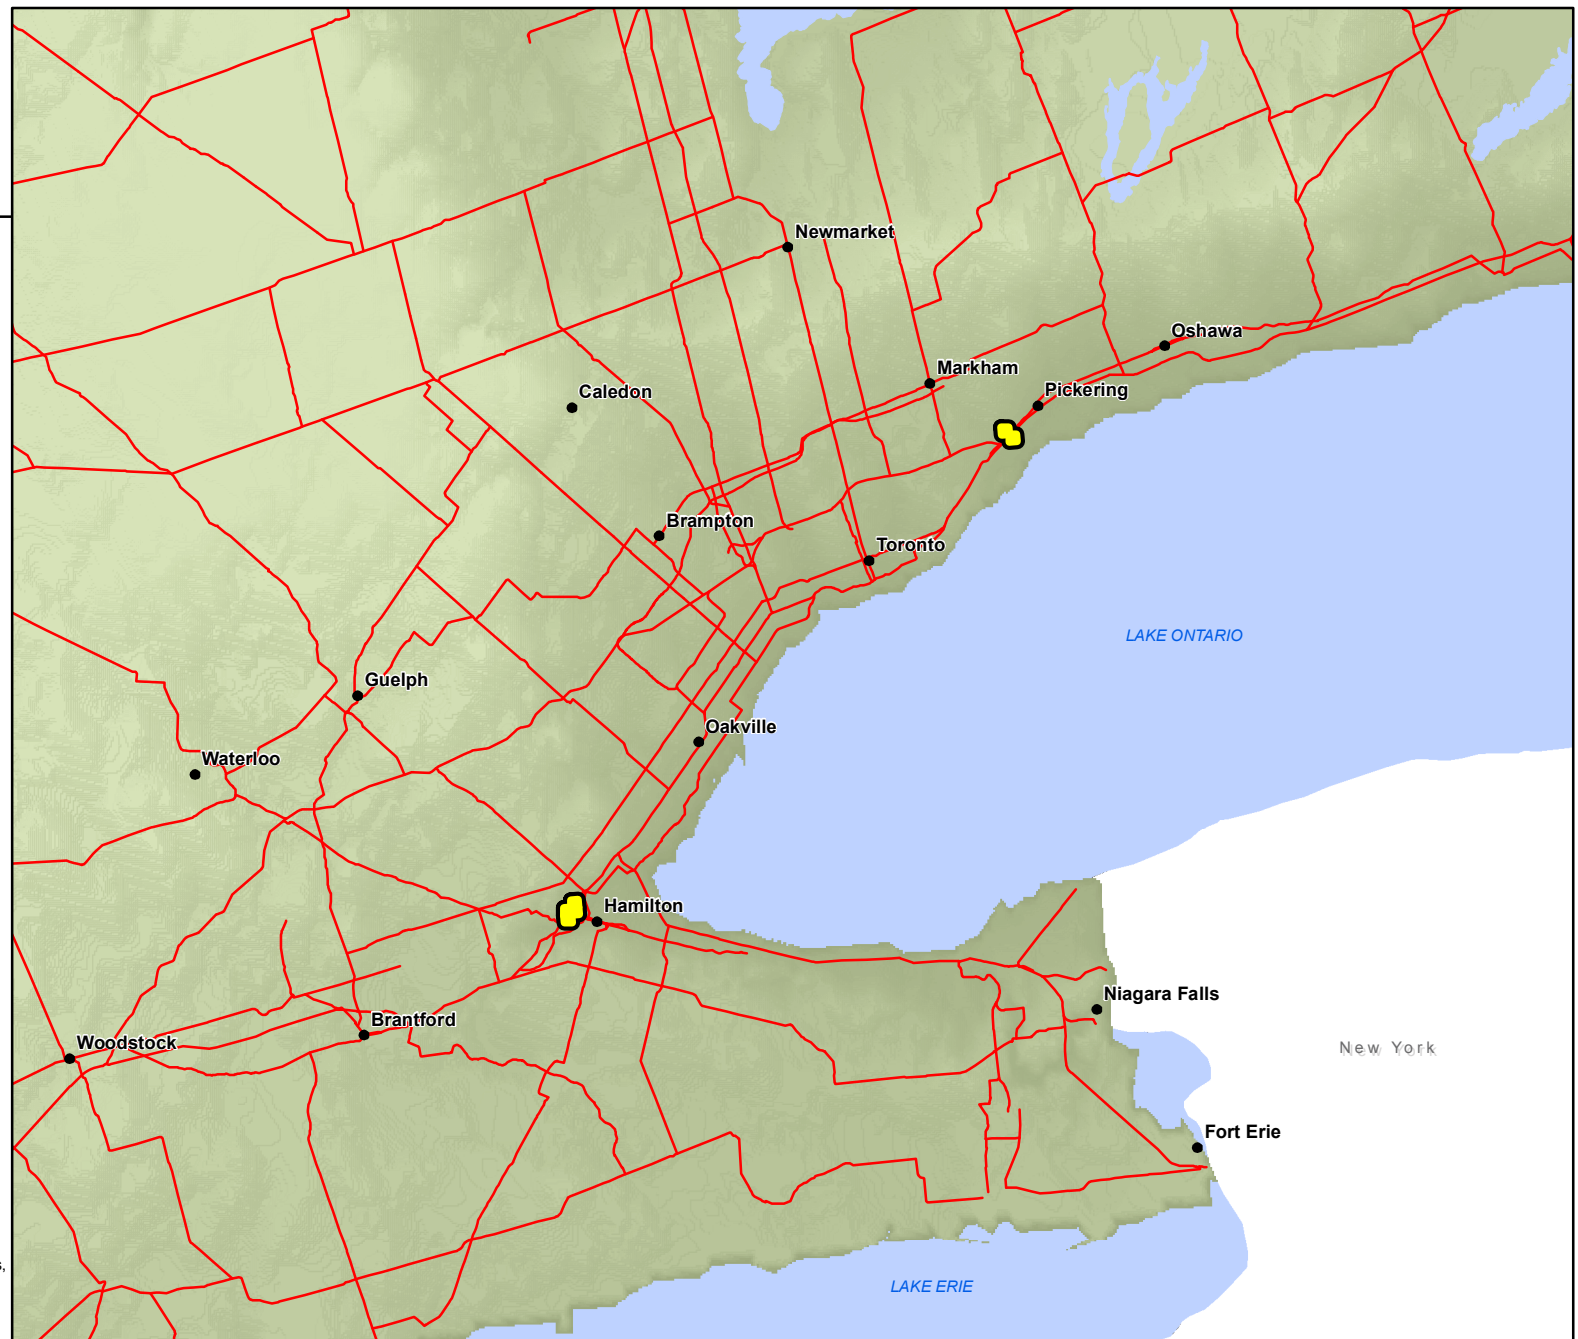 Newmarket
Oshawa
Markham
Pickering
Caledon
Brampton
Toronto
LAKE ONTARIO
Guelph
Oakville
Waterloo
Hamilton
Niagara Falls
Brantford
Woodstock
New York
Fort Erie
LAKE ERIE